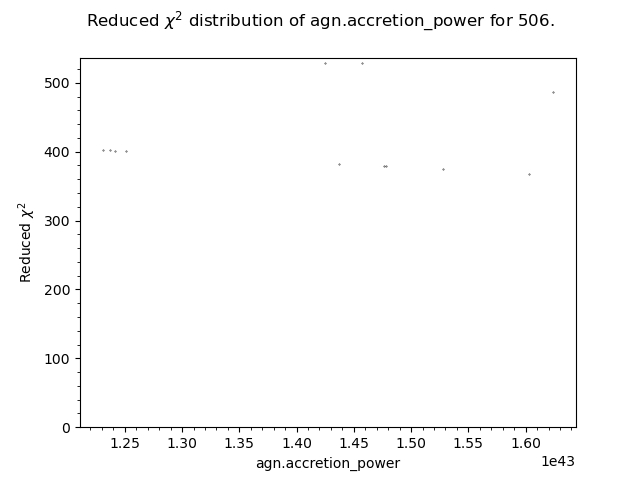 Reduced χ² distribution of agn.accretion_power for 506.
500
400
300
200
100
0
Reduced χ²
1.25 1.30 1.35 1.40 1.45 1.50 1.55 1.60
1e43
agn.accretion_power